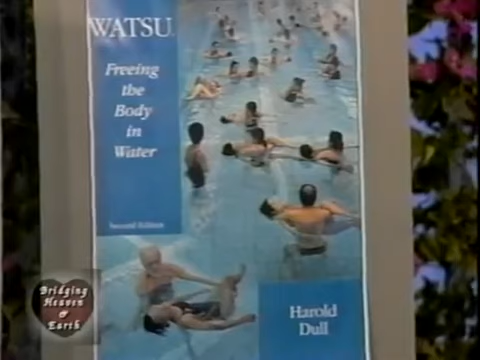 WATSU
Freeing
the
Body
in
Water
Second Edition
Harold
Dull
Bridging
Heaven
&
Earth